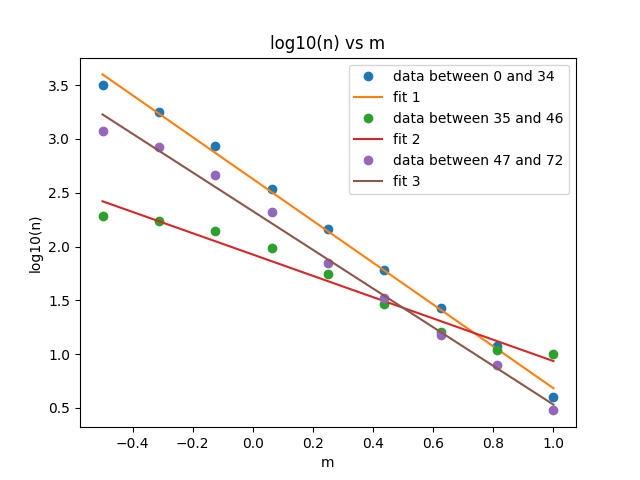 log10(n) vs m
data between 0 and 34
fit 1
data between 35 and 46
fit 2
data between 47 and 72
fit 3
log10(n)
3.5
3.0
2.5
2.0
1.5
1.0
0.5
−0.4 −0.2 0.0 0.2 0.4 0.6 0.8 1.0
m